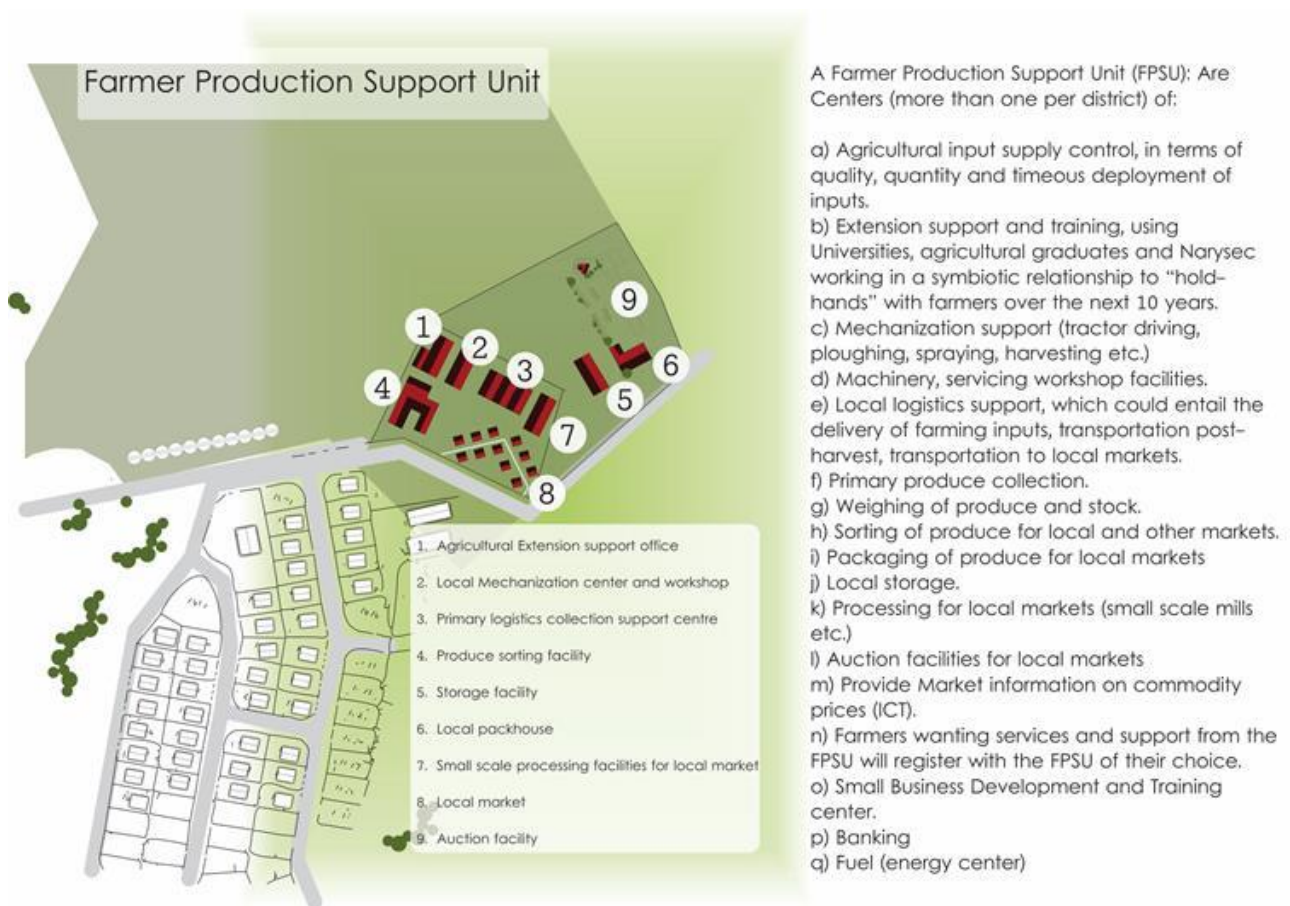 Farmer Production Support Unit
1
2
3
4
5
6
7
8
9
1. Agricultural Extension support office
2. Local Mechanization center and workshop
3. Primary logistics collection support centre
4. Produce sorting facility
5. Storage facility
6. Local packhouse
7. Small scale processing facilities for local market
8. Local market
9. Auction facility
A Farmer Production Support Unit (FPSU): Are
Centers (more than one per district) of:
a) Agricultural input supply control, in terms of
quality, quantity and timeous deployment of
inputs.
b) Extension support and training, using
Universities, agricultural graduates and Narysec
working in a symbiotic relationship to “hold-
hands” with farmers over the next 10 years.
c) Mechanization support (tractor driving,
ploughing, spraying, harvesting etc.)
d) Machinery, servicing workshop facilities.
e) Local logistics support, which could entail the
delivery of farming inputs, transportation post-
harvest, transportation to local markets.
f) Primary produce collection.
g) Weighing of produce and stock.
h) Sorting of produce for local and other markets.
i) Packaging of produce for local markets
j) Local storage.
k) Processing for local markets (small scale mills
etc.)
l) Auction facilities for local markets
m) Provide Market information on commodity
prices (ICT).
n) Farmers wanting services and support from the
FPSU will register with the FPSU of their choice.
o) Small Business Development and Training
center.
p) Banking
q) Fuel (energy center)